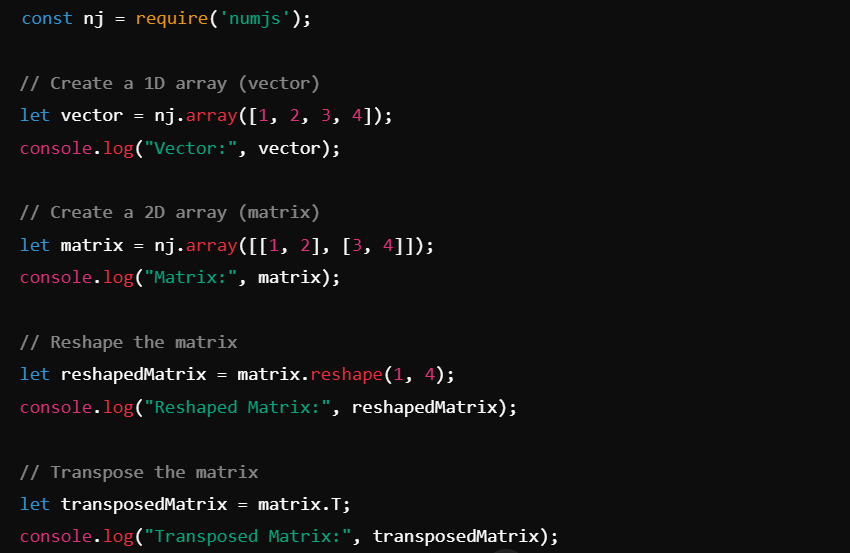 const nj = require('numjs');
// Create a 1D array (vector)
let vector = nj.array([1, 2, 3, 4]);
console.log("Vector:", vector);
// Create a 2D array (matrix)
let matrix = nj.array([[1, 2], [3, 4]]);
console.log("Matrix:", matrix);
// Reshape the matrix
let reshapedMatrix = matrix.reshape(1, 4);
console.log("Reshaped Matrix:", reshapedMatrix);
// Transpose the matrix
let transposedMatrix = matrix.T;
console.log("Transposed Matrix:", transposedMatrix);